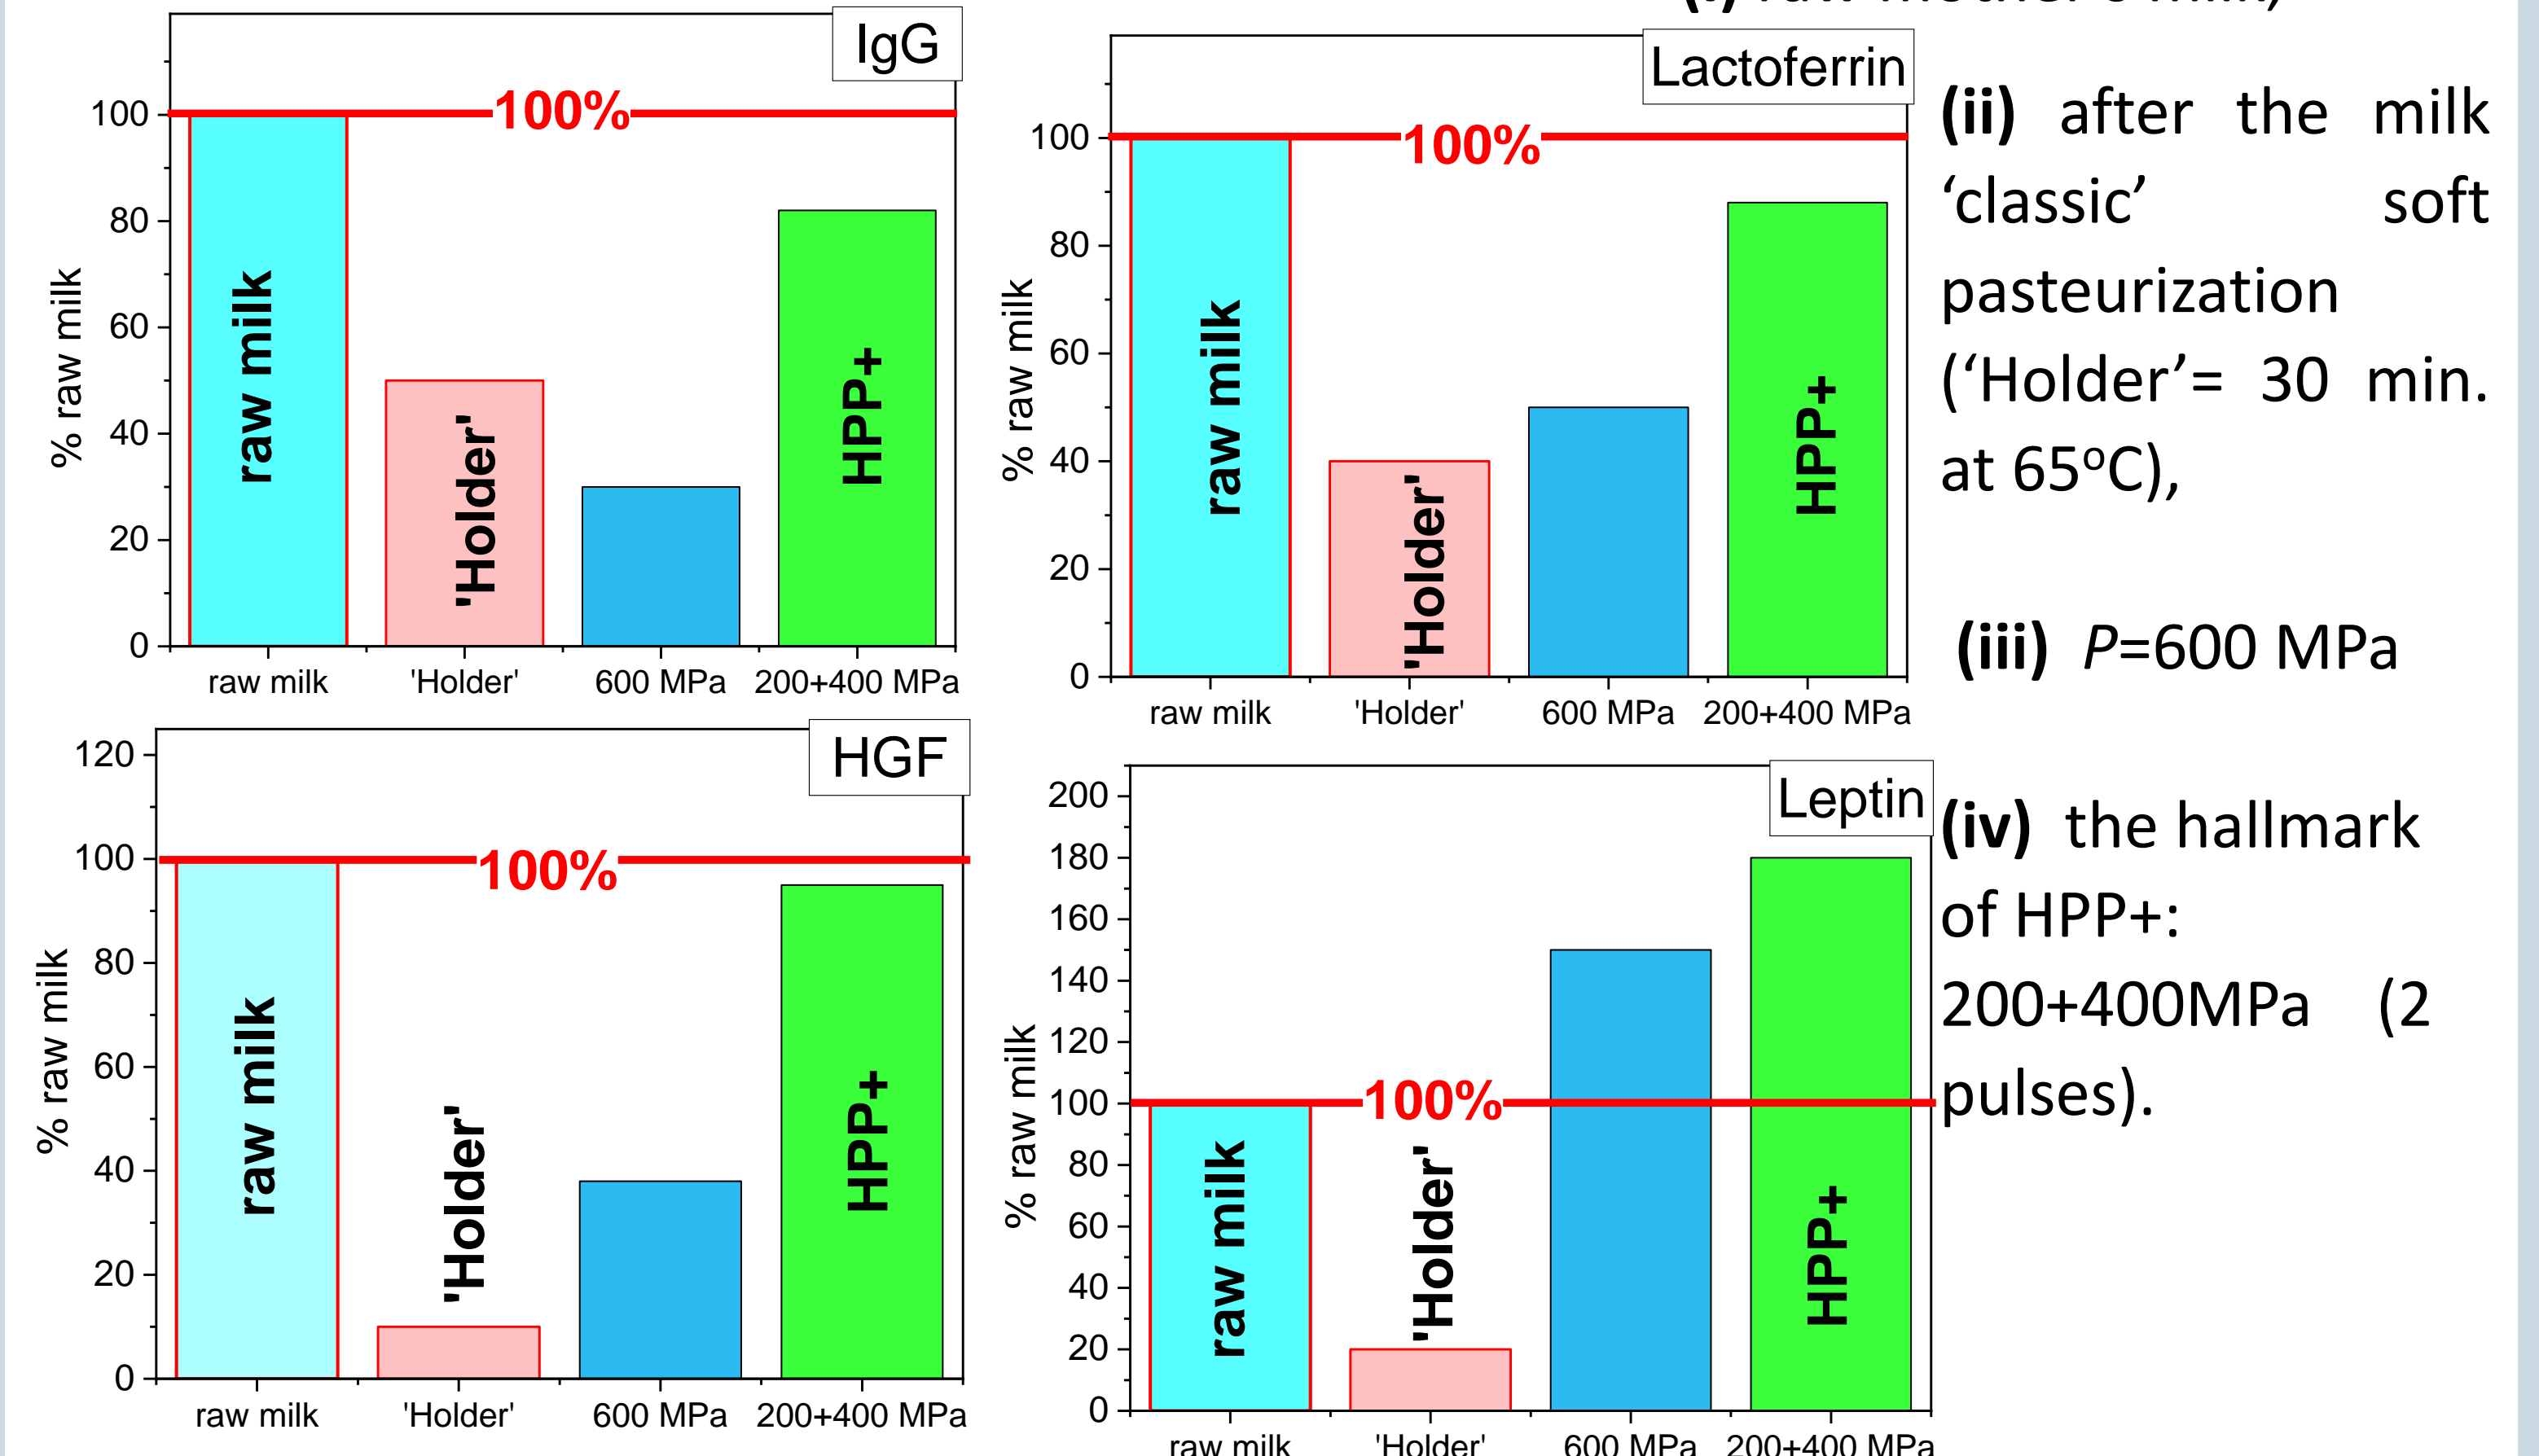 (i) raw mother's milk,
IgG
100%
100
80
60
40
20
0
% raw milk
raw milk
'Holder'
HPP+
raw milk 'Holder' 600 MPa 200+400 MPa
Lactoferrin
100%
100
80
60
40
20
0
% raw milk
raw milk
'Holder'
HPP+
raw milk 'Holder' 600 MPa 200+400 MPa
(ii) after the milk
‘classic’ soft
pasteurization
(‘Holder’= 30 min.
at 65°C),
(iii) P=600 MPa
HGF
100%
120
100
80
60
40
20
0
% raw milk
raw milk
'Holder'
HPP+
raw milk 'Holder' 600 MPa 200+400 MPa
Leptin
100%
200
180
160
140
120
100
80
60
40
20
0
% raw milk
raw milk
'Holder'
HPP+
raw milk 'Holder' 600 MPa 200+400 MPa
(iv) the hallmark
of HPP+:
200+400MPa (2
pulses).